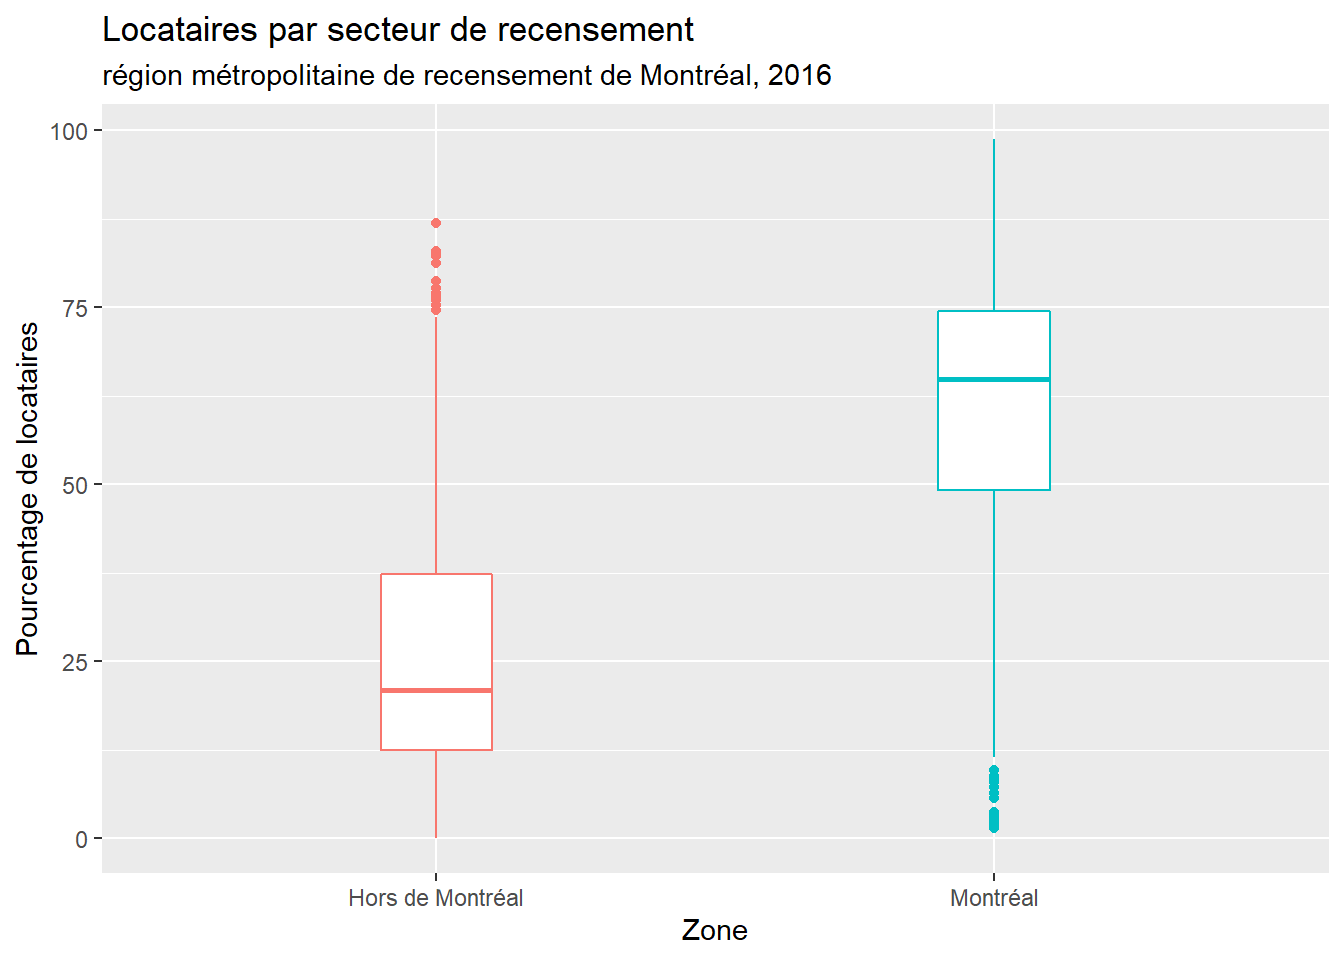 Locataires par secteur de recensement
région métropolitaine de recensement de Montréal, 2016
Pourcentage de locataires
100
75
50
25
0
Hors de Montréal
Montréal
Zone